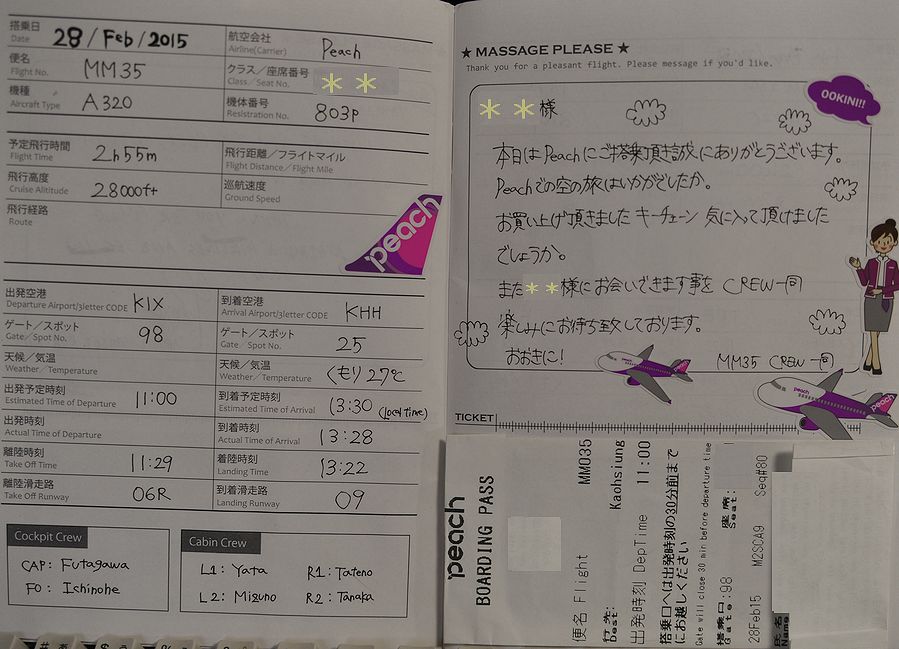 搭乗日 Date 28/Feb/2015
航空会社 Airline(Carrier) Peach
便名 Flight No. MM35
クラス／座席番号 Class／Seat No. ＊ ＊
機種 Aircraft Type A320
機体番号 Resistration No. 803P
予定飛行時間 Flight Time 2h55m
飛行距離／フライトマイル Flight Distance／Flight Mile
飛行高度 Cruise Alititude 28000ft
巡航速度 Ground Speed
飛行経路 Route
peach
出発空港 Departure Airport/3letter CODE KIX
到着空港 Arrival Airport/3letter CODE KHH
ゲート／スポット Gate／Spot No. 98
ゲート／スポット Gate／Spot No. 25
天候／気温 Weather／Temperature
天候／気温 Weather／Temperature くもり 27℃
出発予定時刻 Estimated Time of Departure 11:00
到着予定時刻 Estimated Time of Arrival 13:30 (local time)
出発時刻 Actual Time of Departure
到着時刻 Actual Time of Arrival 13:28
離陸時刻 Take Off Time 11:29
着陸時刻 Landing Time 13:22
離陸滑走路 Take Off Runway 06R
到着滑走路 Landing Runway 09
Cockpit Crew
CAP: Futagawa
FO: Ichinohe
Cabin Crew
L1: Yata R1: Tateno
L2: Mizuno R2: Tanaka
★ MASSAGE PLEASE ★
Thank you for a pleasant flight. Please message if you'd like.
OOKINI!!
＊ ＊様
本日はPeachにご搭乗頂き誠にありがとうございます。
Peachでの空の旅はいかがでしたか。
お買い上げ頂きました キーチェーン 気に入って頂けました
でしょうか。
また＊＊様にお会いできます事を CREW一同
楽しみにお待ち致しております。
おおきに!
MM35 CREW一同
peach
TICKET
peach
BOARDING PASS
便名 Flight MM035
行先: Dest: Kaohsiung
出発時刻 DepTime 11:00
搭乗口へは出発時刻の30分前まで
にお越しください
Gate will close 30 min before departure time
搭乗口: Gate: 98 座席: Seat:
28Feb15 M2SCA9 Seq#80
氏名 Name